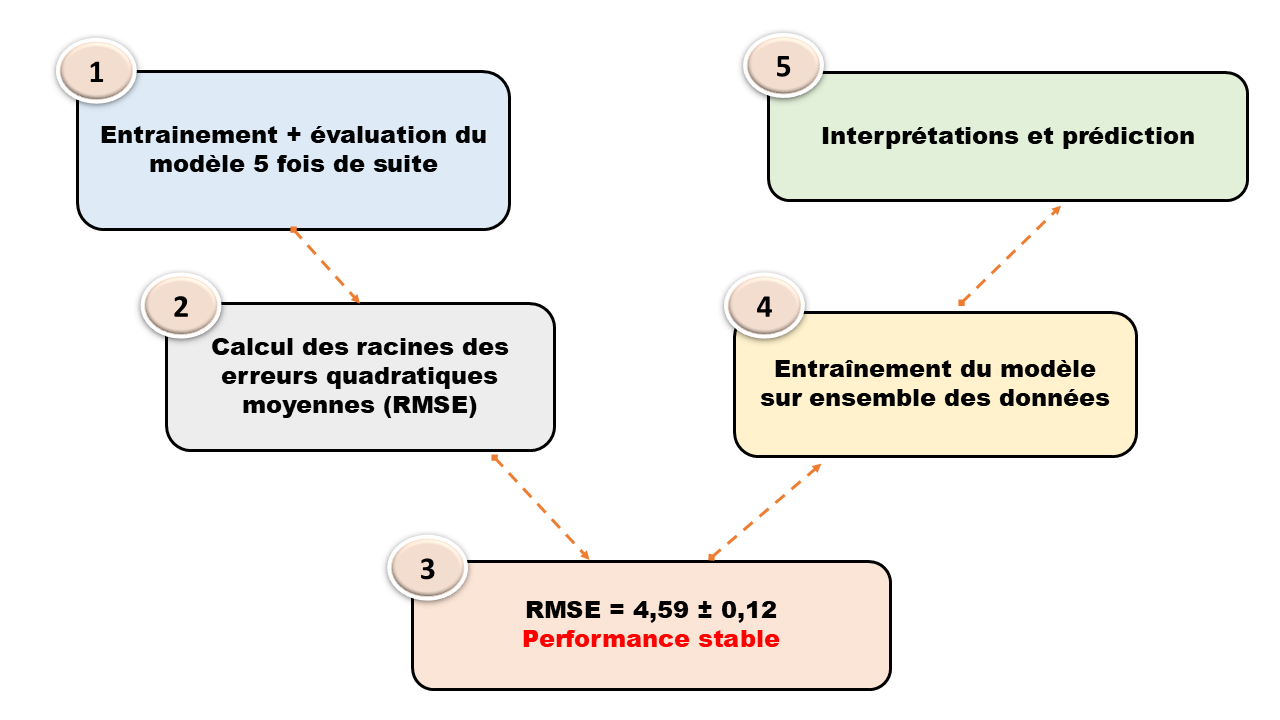 1
Entrainement + évaluation du
modèle 5 fois de suite
2
Calcul des racines des
erreurs quadratiques
moyennes (RMSE)
3
RMSE = 4,59 ± 0,12
Performance stable
4
Entraînement du modèle
sur ensemble des données
5
Interprétations et prédiction